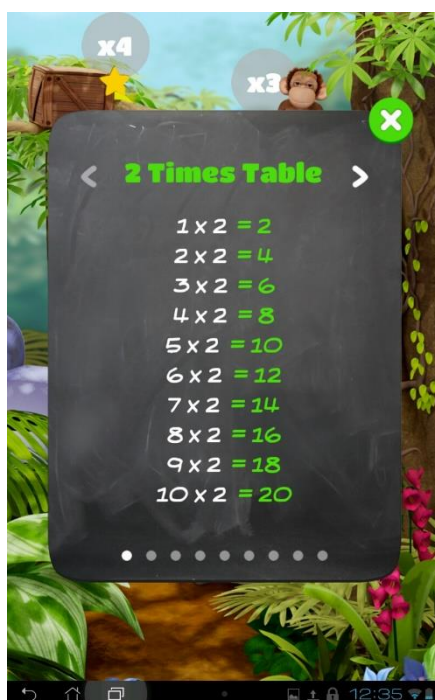 x4
x3
2 Times Table
1 x 2 = 2
2 x 2 = 4
3 x 2 = 6
4 x 2 = 8
5 x 2 = 10
6 x 2 = 12
7 x 2 = 14
8 x 2 = 16
9 x 2 = 18
10 x 2 = 20
12:35